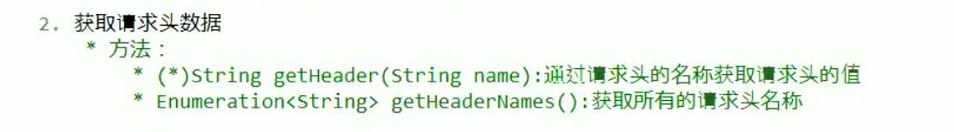 2. 获取请求头数据
* 方法：
* (*)String getHeader(String name):通过请求头的名称获取请求头的值
* Enumeration<String> getHeaderNames():获取所有的请求头名称